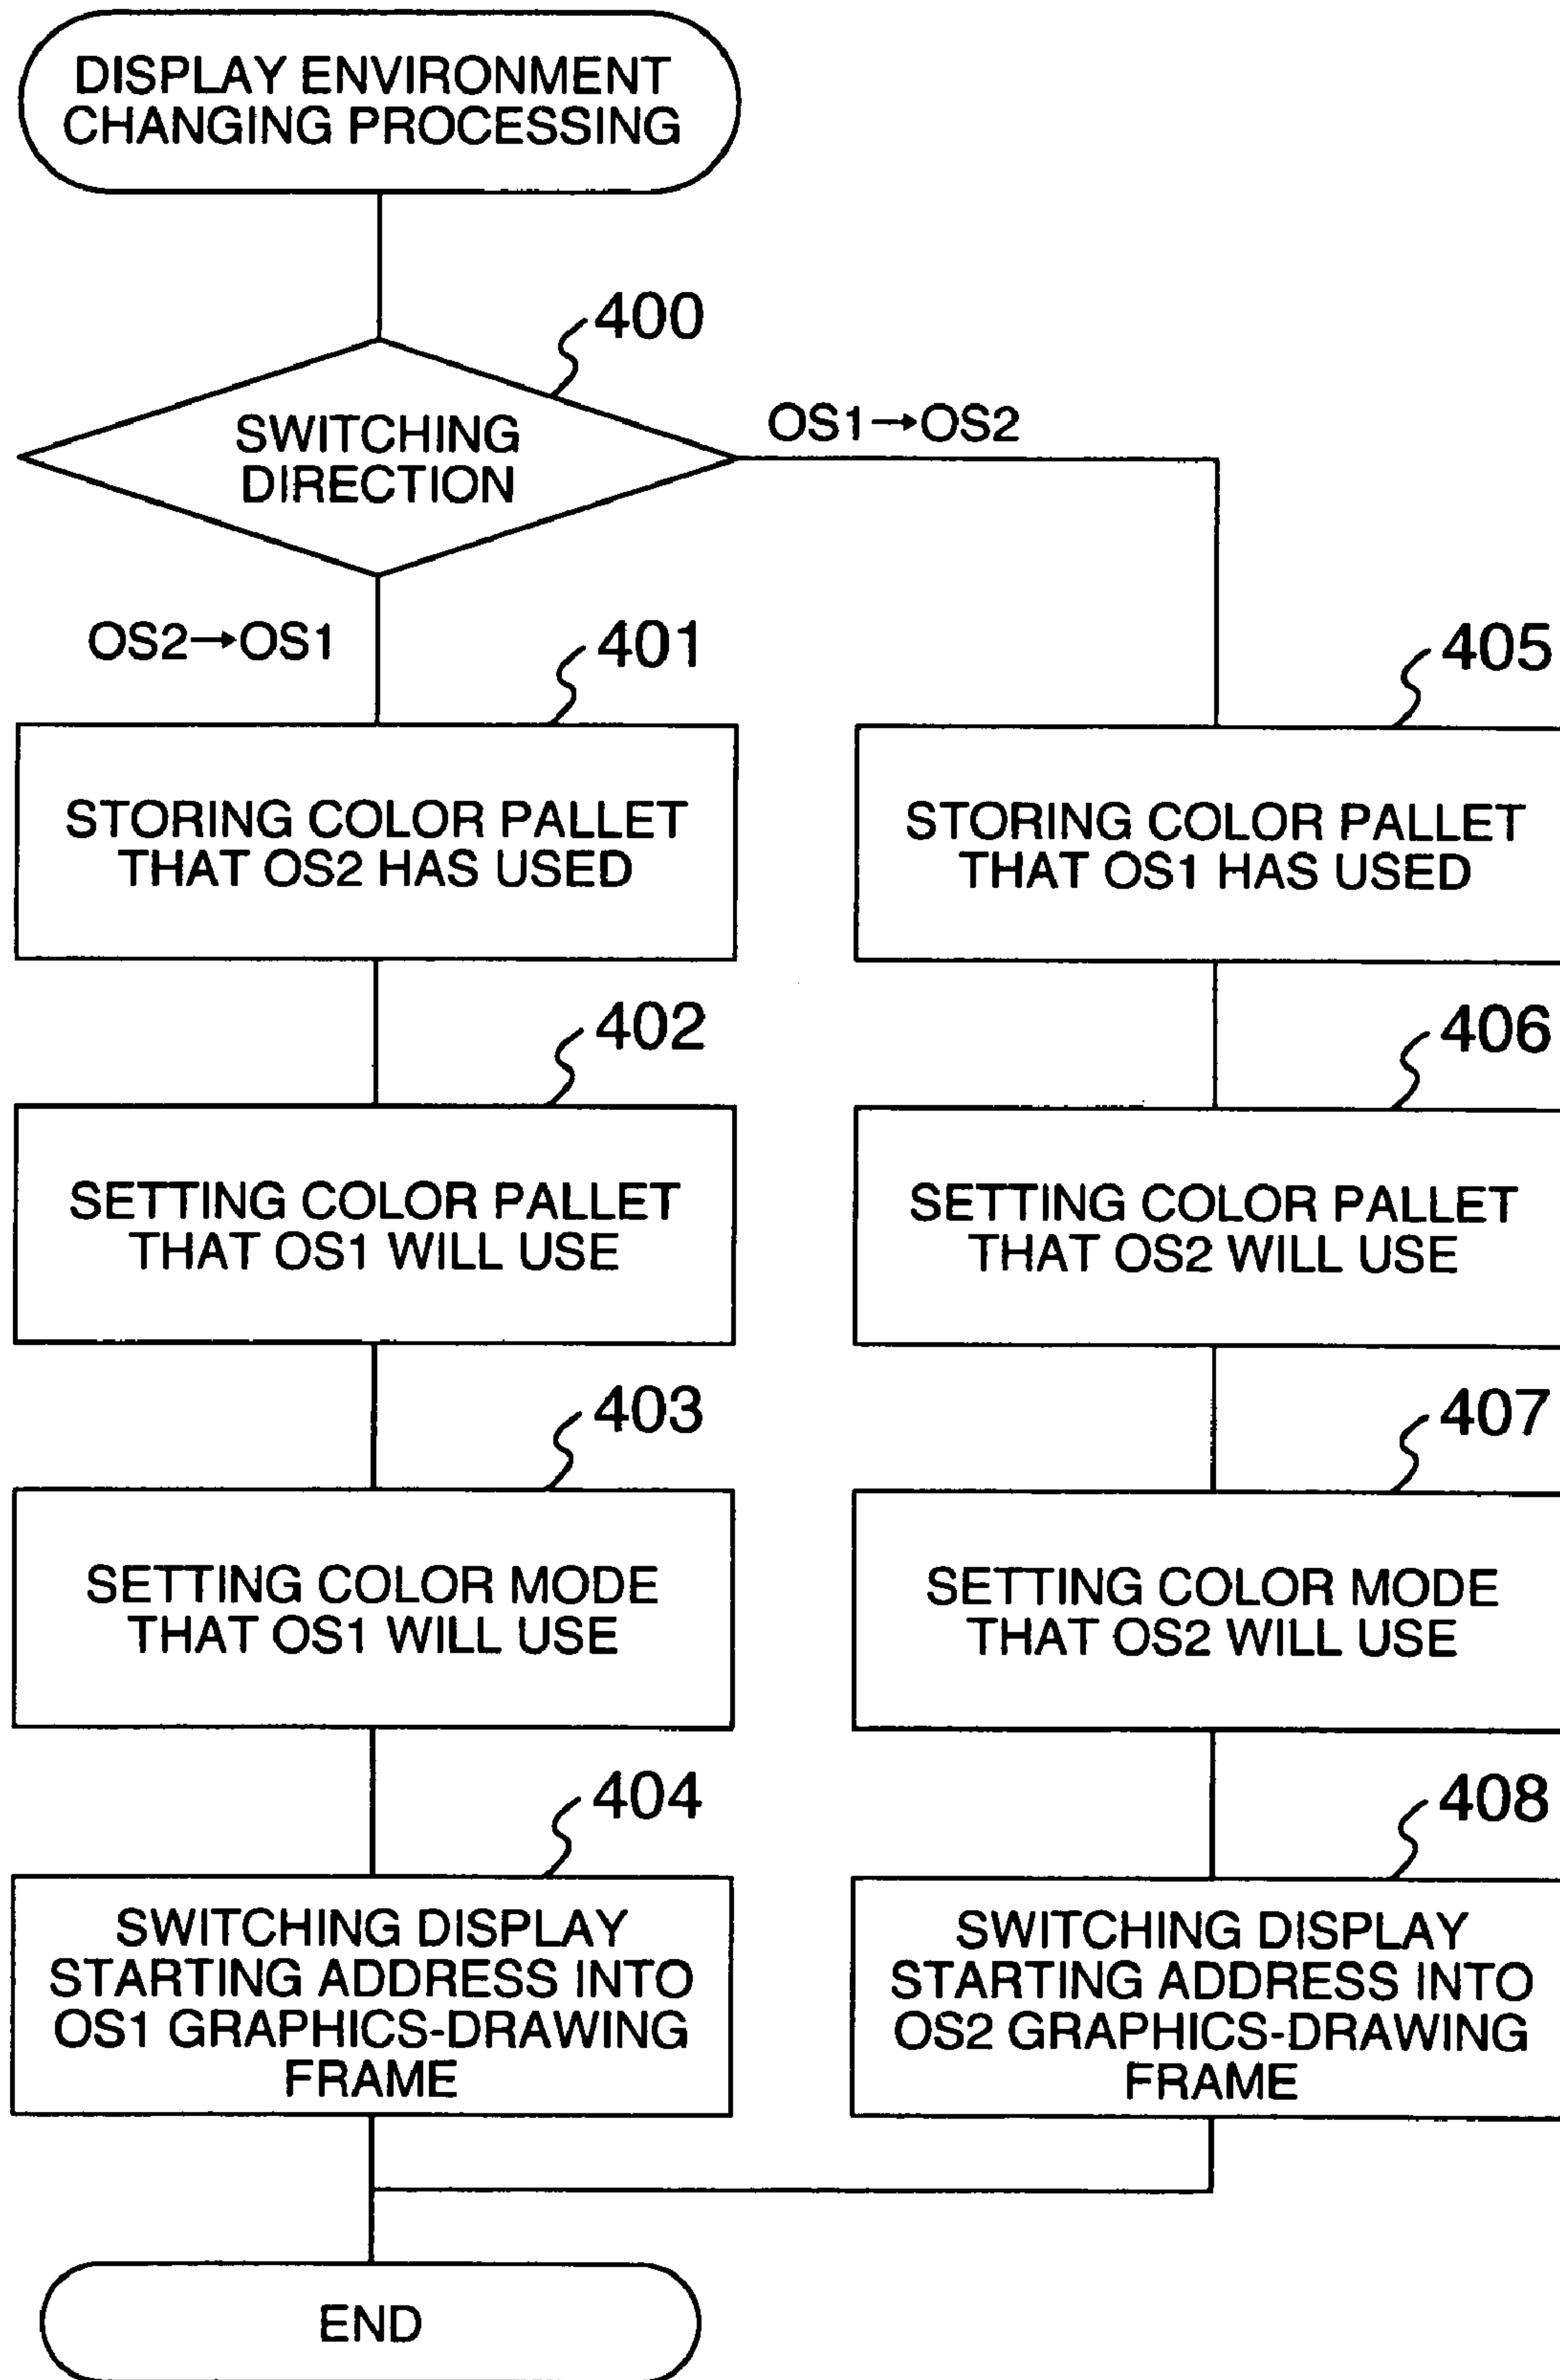 DISPLAY ENVIRONMENT
CHANGING PROCESSING
400
SWITCHING
DIRECTION
OS1→OS2
OS2→OS1
401
STORING COLOR PALLET
THAT OS2 HAS USED
402
SETTING COLOR PALLET
THAT OS1 WILL USE
403
SETTING COLOR MODE
THAT OS1 WILL USE
404
SWITCHING DISPLAY
STARTING ADDRESS INTO
OS1 GRAPHICS-DRAWING
FRAME
405
STORING COLOR PALLET
THAT OS1 HAS USED
406
SETTING COLOR PALLET
THAT OS2 WILL USE
407
SETTING COLOR MODE
THAT OS2 WILL USE
408
SWITCHING DISPLAY
STARTING ADDRESS INTO
OS2 GRAPHICS-DRAWING
FRAME
END